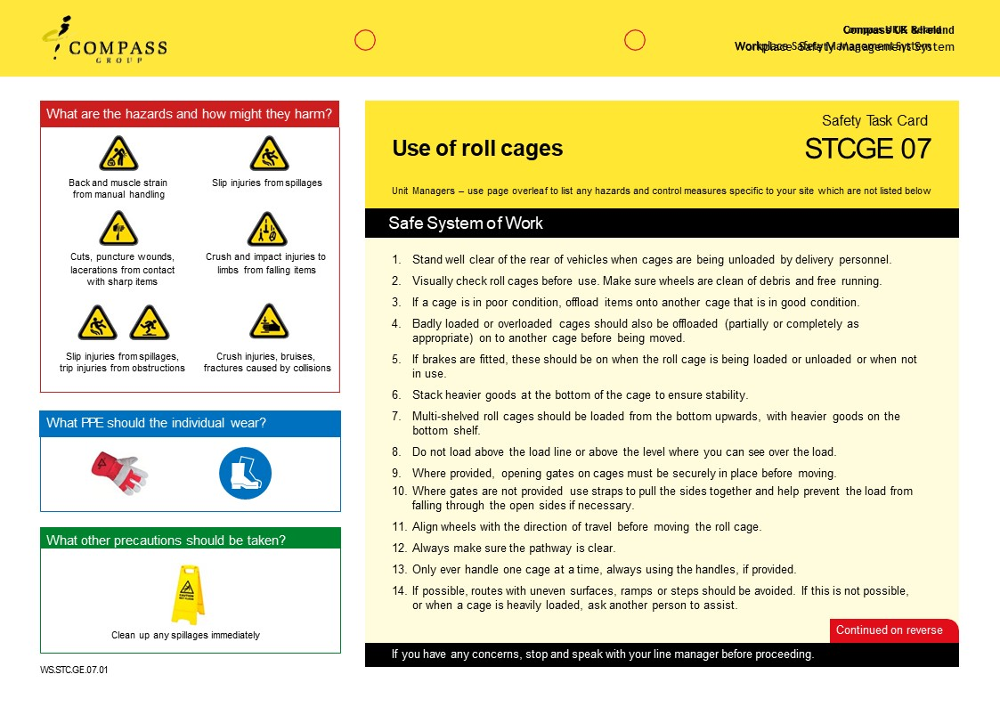 COMPASS
GROUP
Compass UK & Ireland
Workplace Safety Management System
What are the hazards and how might they harm?
Back and muscle strain
from manual handling
Slip injuries from spillages
Cuts, puncture wounds,
lacerations from contact
with sharp items
Crush and impact injuries to
limbs from falling items
Slip injuries from spillages,
trip injuries from obstructions
Crush injuries, bruises,
fractures caused by collisions
What PPE should the individual wear?
What other precautions should be taken?
Clean up any spillages immediately
WS.STC.GE.07.01
Safety Task Card
Use of roll cages
STCGE 07
Unit Managers – use page overleaf to list any hazards and control measures specific to your site which are not listed below
Safe System of Work
1. Stand well clear of the rear of vehicles when cages are being unloaded by delivery personnel.
2. Visually check roll cages before use. Make sure wheels are clean of debris and free running.
3. If a cage is in poor condition, offload items onto another cage that is in good condition.
4. Badly loaded or overloaded cages should also be offloaded (partially or completely as
appropriate) on to another cage before being moved.
5. If brakes are fitted, these should be on when the roll cage is being loaded or unloaded or when not
in use.
6. Stack heavier goods at the bottom of the cage to ensure stability.
7. Multi-shelved roll cages should be loaded from the bottom upwards, with heavier goods on the
bottom shelf.
8. Do not load above the load line or above the level where you can see over the load.
9. Where provided, opening gates on cages must be securely in place before moving.
10. Where gates are not provided use straps to pull the sides together and help prevent the load from
falling through the open sides if necessary.
11. Align wheels with the direction of travel before moving the roll cage.
12. Always make sure the pathway is clear.
13. Only ever handle one cage at a time, always using the handles, if provided.
14. If possible, routes with uneven surfaces, ramps or steps should be avoided. If this is not possible,
or when a cage is heavily loaded, ask another person to assist.
Continued on reverse
If you have any concerns, stop and speak with your line manager before proceeding.